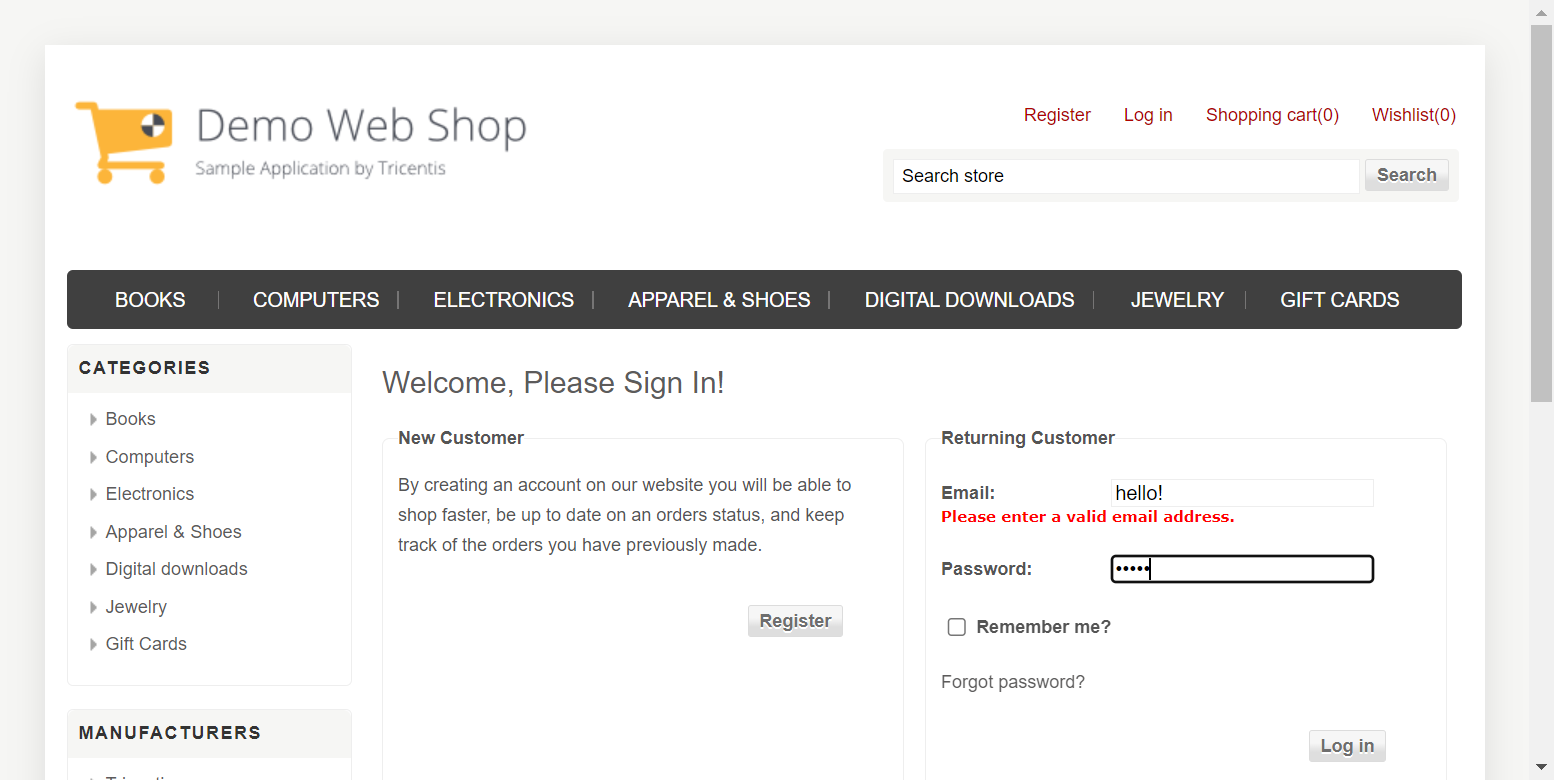 Demo Web Shop
Sample Application by Tricentis
Register Log in Shopping cart(0) Wishlist(0)
Search store Search
BOOKS COMPUTERS ELECTRONICS APPAREL & SHOES DIGITAL DOWNLOADS JEWELRY GIFT CARDS
CATEGORIES
Books
Computers
Electronics
Apparel & Shoes
Digital downloads
Jewelry
Gift Cards
MANUFACTURERS
Welcome, Please Sign In!
New Customer
By creating an account on our website you will be able to
shop faster, be up to date on an orders status, and keep
track of the orders you have previously made.
Register
Returning Customer
Email: hello!
Please enter a valid email address.
Password: •••••
Remember me?
Forgot password?
Log in